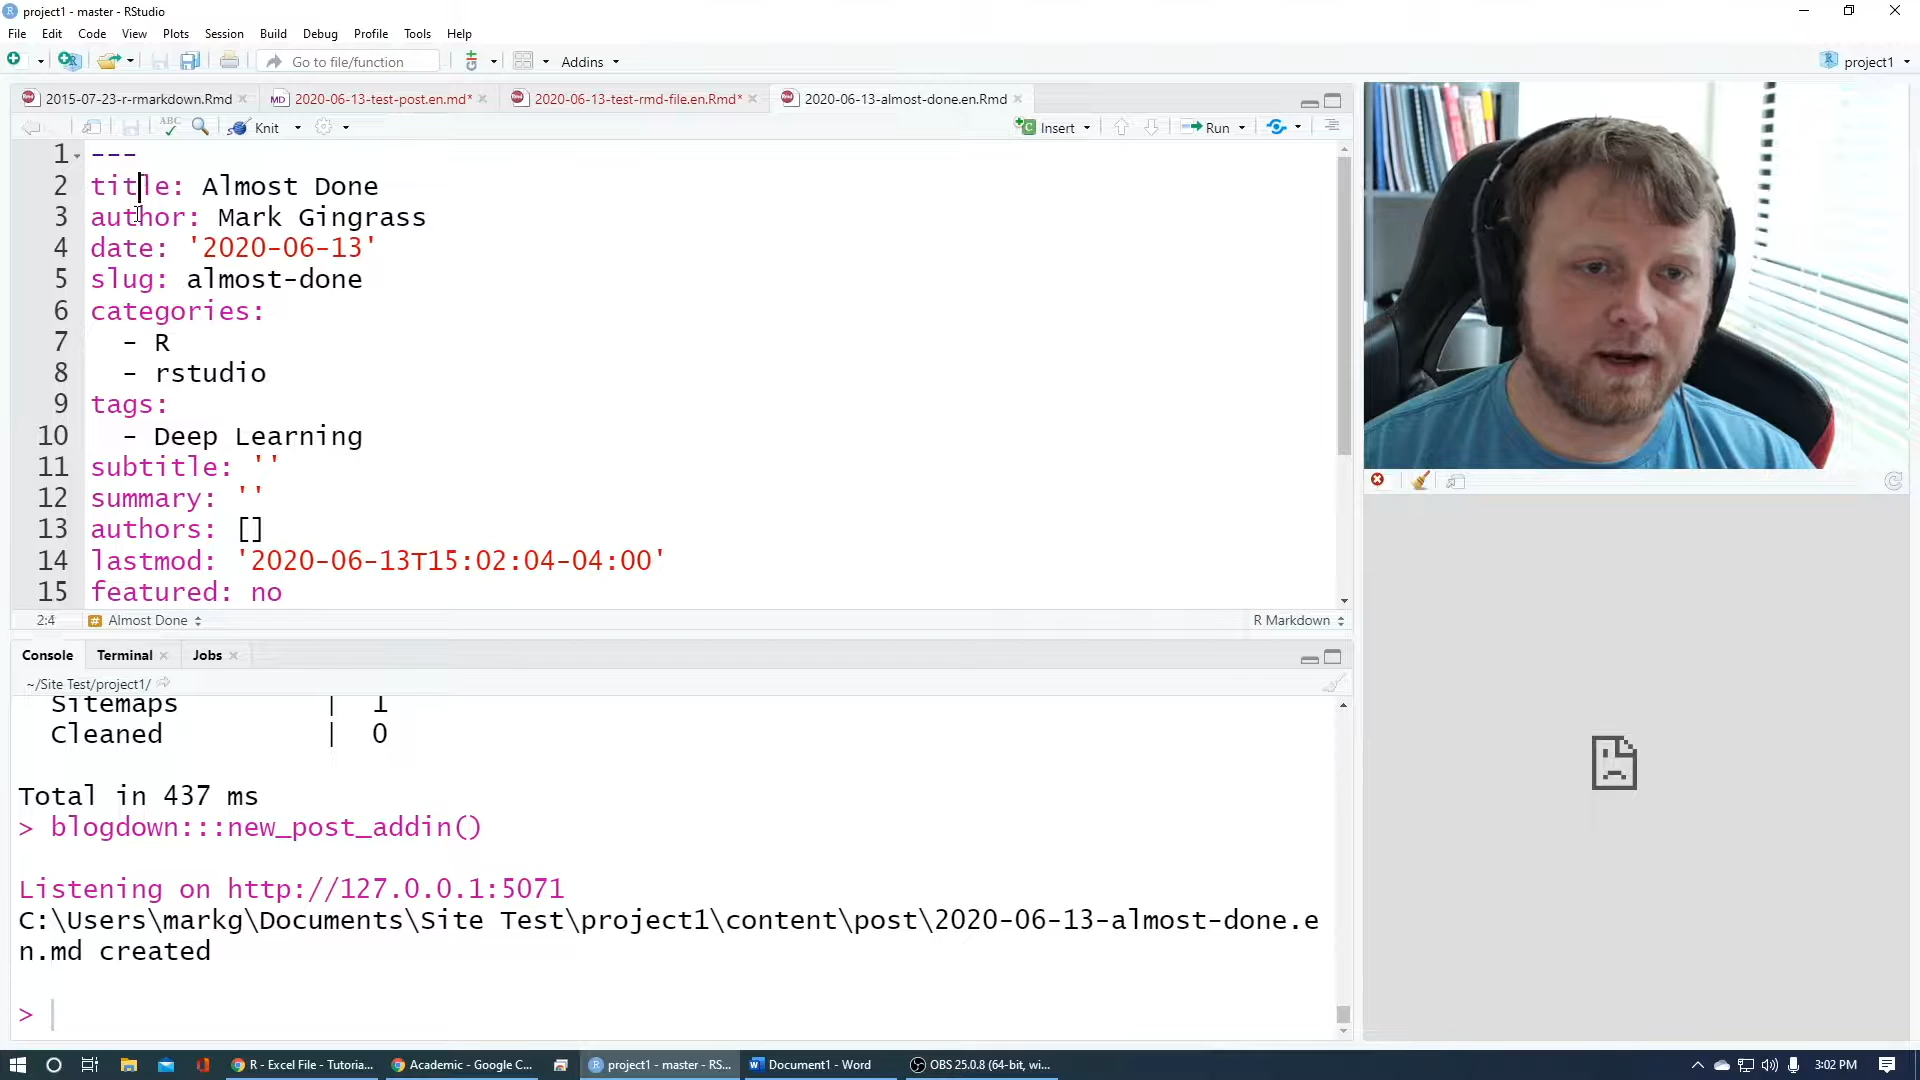 project1 - master - RStudio
File Edit Code View Plots Session Build Debug Profile Tools Help
Go to file/function Addins project1
2015-07-23-r-rmarkdown.Rmd 2020-06-13-test-post.en.md* 2020-06-13-test-rmd-file.en.Rmd* 2020-06-13-almost-done.en.Rmd
ABC Knit Insert Run
1 ---
2 title: Almost Done
3 author: Mark Gingrass
4 date: '2020-06-13'
5 slug: almost-done
6 categories:
7 - R
8 - rstudio
9 tags:
10 - Deep Learning
11 subtitle: ''
12 summary: ''
13 authors: []
14 lastmod: '2020-06-13T15:02:04-04:00'
15 featured: no
2:4 # Almost Done R Markdown
Console Terminal Jobs
~/Site Test/project1/
Sitemaps | 1
Cleaned | 0
Total in 437 ms
> blogdown:::new_post_addin()
Listening on http://127.0.0.1:5071
C:\Users\markg\Documents\Site Test\project1\content\post\2020-06-13-almost-done.e
n.md created
>
R - Excel File - Tutoria... Academic - Google C... project1 - master - RS... Document1 - Word OBS 25.0.8 (64-bit, wi... 3:02 PM